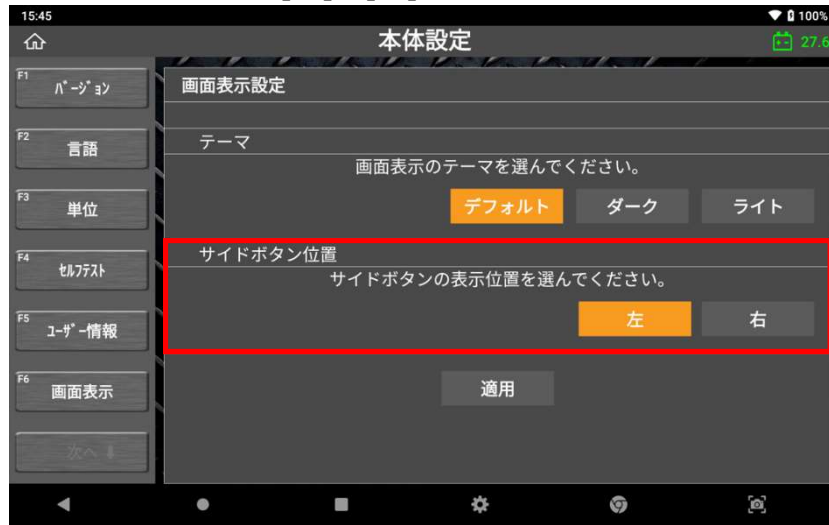 15:45
100%
本体設定
27.6
F1
ﾊﾞｰｼﾞｮﾝ
F2
言語
F3
単位
F4
ｾﾙﾌﾃｽﾄ
F5
ﾕｰｻﾞｰ情報
F6
画面表示
次へ
画面表示設定
テーマ
画面表示のテーマを選んでください。
デフォルト ダーク ライト
サイドボタン位置
サイドボタンの表示位置を選んでください。
左 右
適用